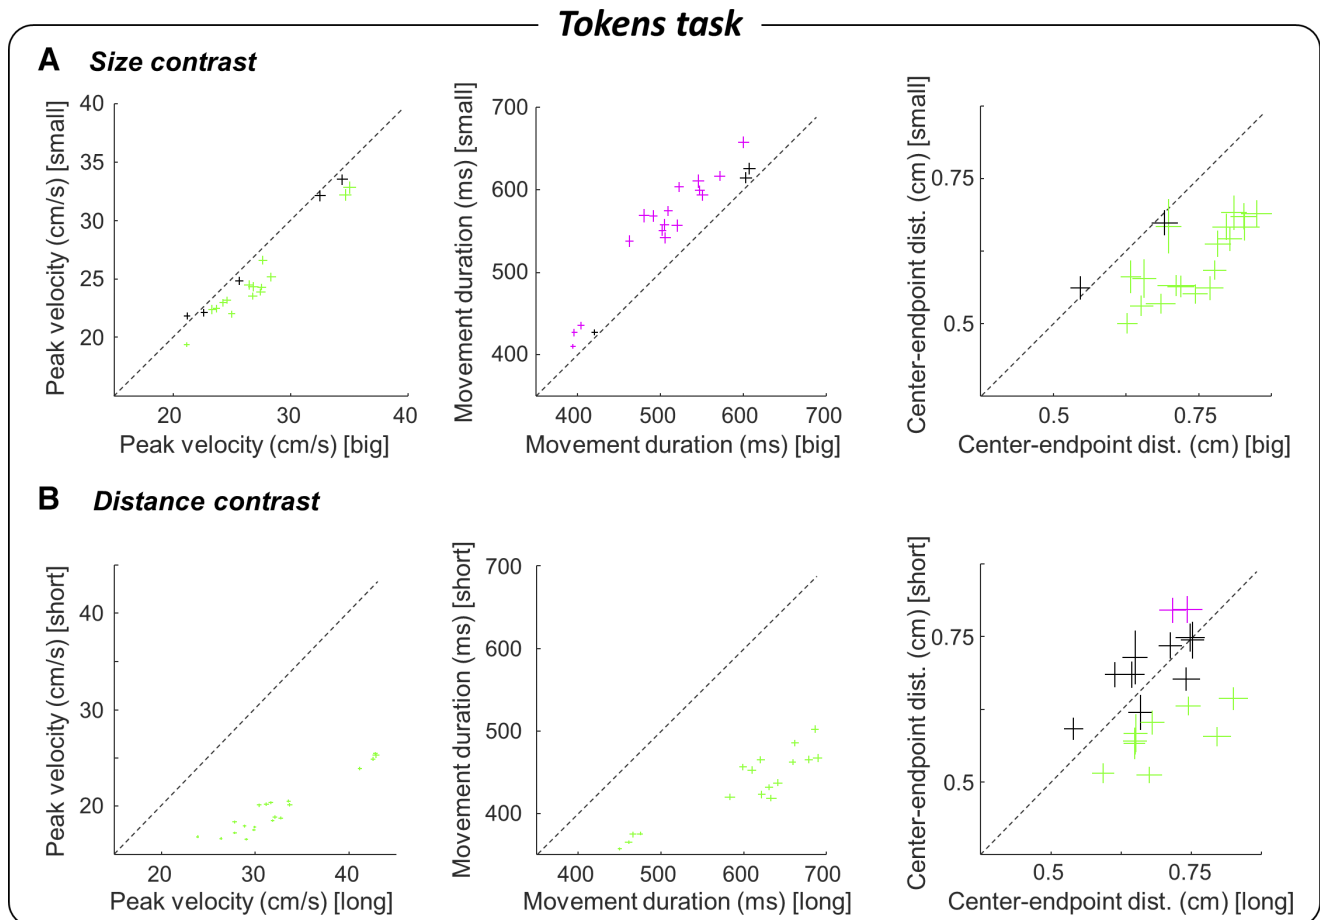 Tokens task
A Size contrast
Peak velocity (cm/s) [small]
40
35
30
25
20
20 30 40
Peak velocity (cm/s) [big]
Movement duration (ms) [small]
700
600
500
400
400 500 600 700
Movement duration (ms) [big]
Center-endpoint dist. (cm) [small]
0.75
0.5
0.5 0.75
Center-endpoint dist. (cm) [big]
B Distance contrast
Peak velocity (cm/s) [short]
40
30
20
20 30 40
Peak velocity (cm/s) [long]
Movement duration (ms) [short]
700
600
500
400
400 500 600 700
Movement duration (ms) [long]
Center-endpoint dist. (cm) [short]
0.75
0.5
0.5 0.75
Center-endpoint dist. (cm) [long]